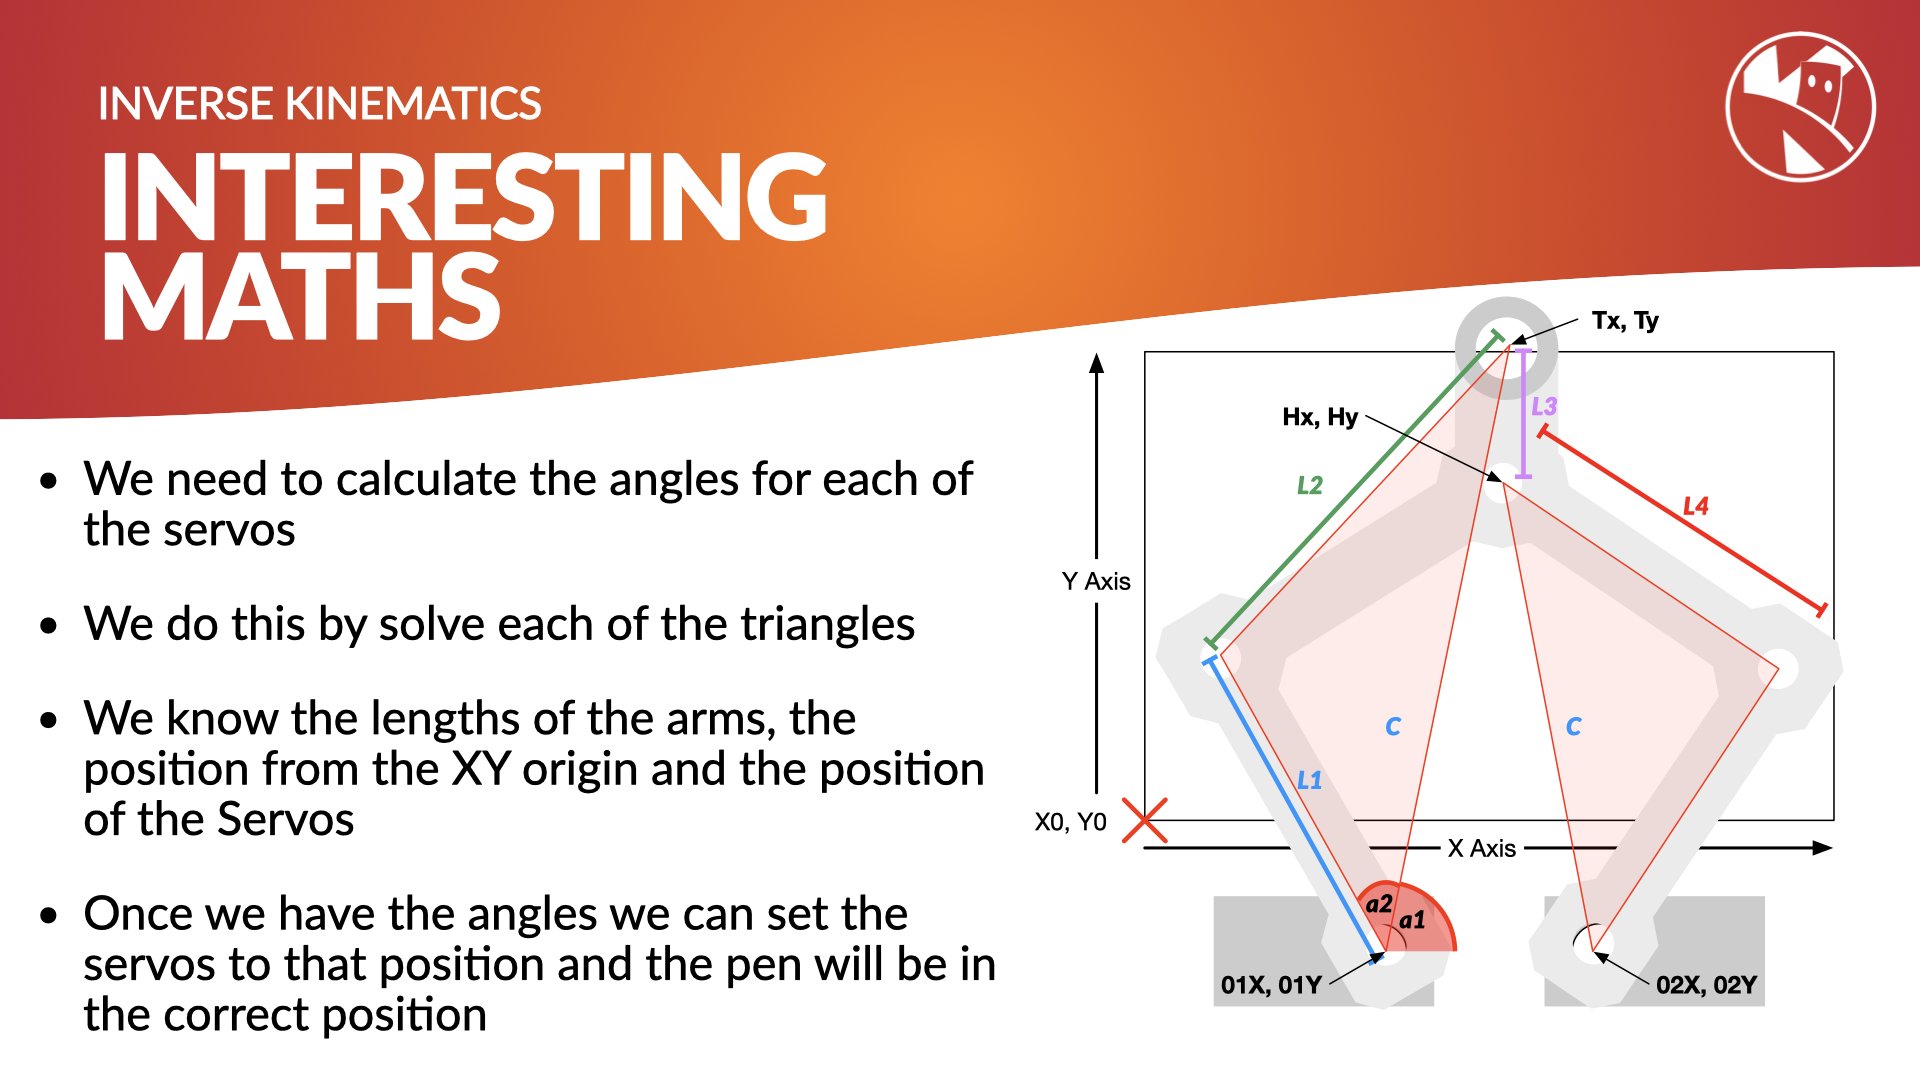 INVERSE KINEMATICS
INTERESTING
MATHS
• We need to calculate the angles for each of
the servos
• We do this by solve each of the triangles
• We know the lengths of the arms, the
position from the XY origin and the position
of the Servos
• Once we have the angles we can set the
servos to that position and the pen will be in
the correct position
Tx, Ty
L3
Hx, Hy
L2
L4
Y Axis
C
C
L1
X0, Y0
X Axis
a2
a1
01X, 01Y
02X, 02Y